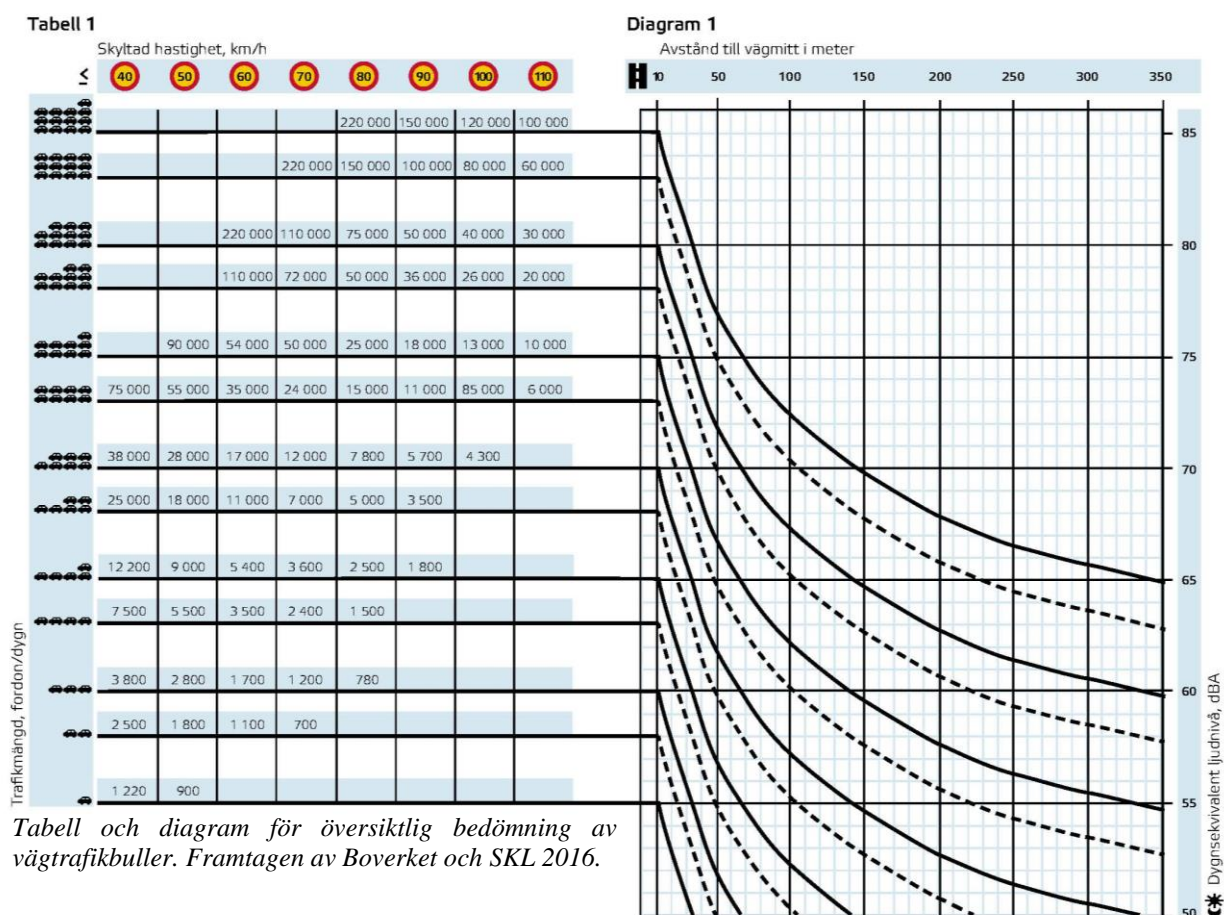 Tabell 1
Skyltad hastighet, km/h
≤ 40 50 60 70 80 90 100 110
220 000 150 000 120 000 100 000
220 000 150 000 100 000 80 000 60 000
220 000 110 000 75 000 50 000 40 000 30 000
110 000 72 000 50 000 36 000 26 000 20 000
90 000 54 000 50 000 25 000 18 000 13 000 10 000
75 000 55 000 35 000 24 000 15 000 11 000 85 000 6 000
38 000 28 000 17 000 12 000 7 800 5 700 4 300
25 000 18 000 11 000 7 000 5 000 3 500
12 200 9 000 5 400 3 600 2 500 1 800
7 500 5 500 3 500 2 400 1 500
3 800 2 800 1 700 1 200 780
2 500 1 800 1 100 700
1 220 900
Trafikmängd, fordon/dygn
Tabell och diagram för översiktlig bedömning av
vägtrafikbuller. Framtagen av Boverket och SKL 2016.
Diagram 1
Avstånd till vägmitt i meter
10 50 100 150 200 250 300 350
85
80
75
70
65
60
55
50
Dygnsekvivalent ljudnivå, dBA